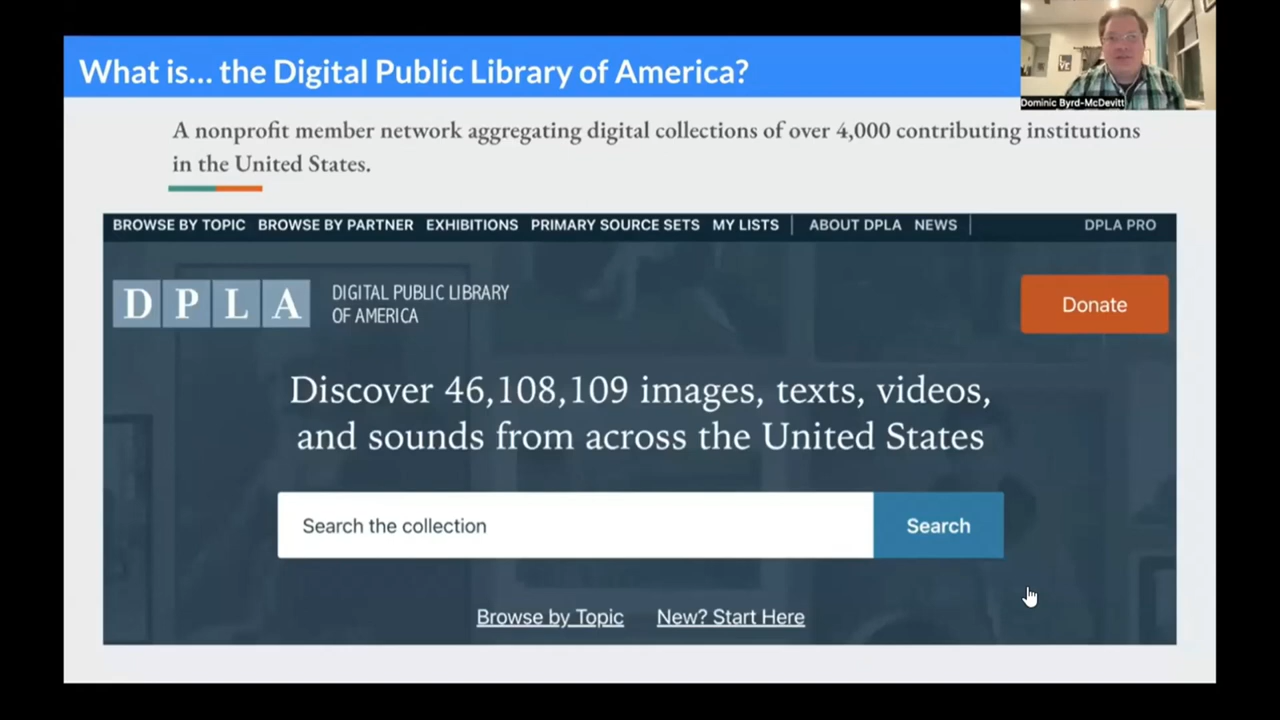 What is... the Digital Public Library of America?
Dominic Byrd-McDevitt
A nonprofit member network aggregating digital collections of over 4,000 contributing institutions
in the United States.
BROWSE BY TOPIC BROWSE BY PARTNER EXHIBITIONS PRIMARY SOURCE SETS MY LISTS ABOUT DPLA NEWS DPLA PRO
DPLA
DIGITAL PUBLIC LIBRARY
OF AMERICA
Donate
Discover 46,108,109 images, texts, videos,
and sounds from across the United States
Search the collection Search
Browse by Topic New? Start Here